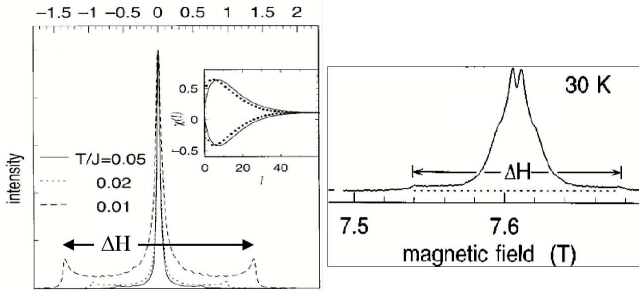 −1.5 −1 −0.5 0 0.5 1 1.5 2
0.5
0.0
−0.5
χ(l)
0 20 40
l
T/J=0.05
0.02
0.01
intensity
ΔH
30 K
ΔH
7.5 7.6
magnetic field (T)